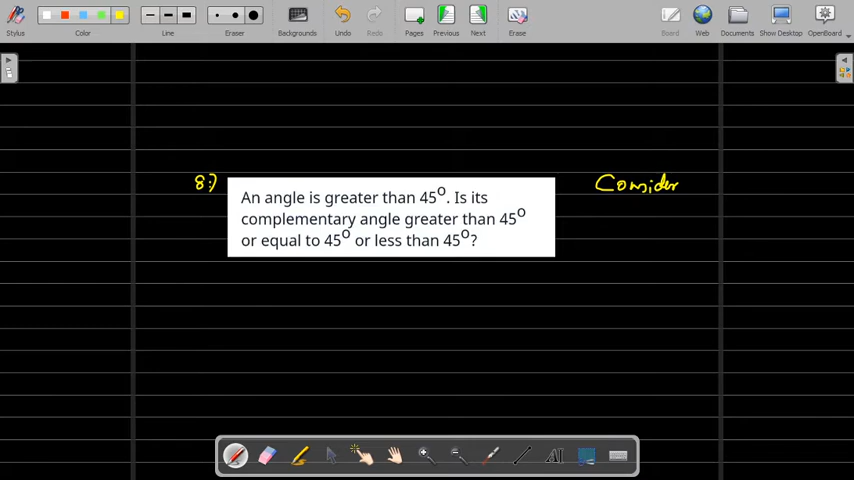 Stylus
Color
Line
Eraser
Backgrounds
Undo
Redo
Pages
Previous
Next
Erase
Board
Web
Documents
Show Desktop
OpenBoard
8:)
An angle is greater than 45°. Is its
complementary angle greater than 45°
or equal to 45° or less than 45°?
Consider
AI